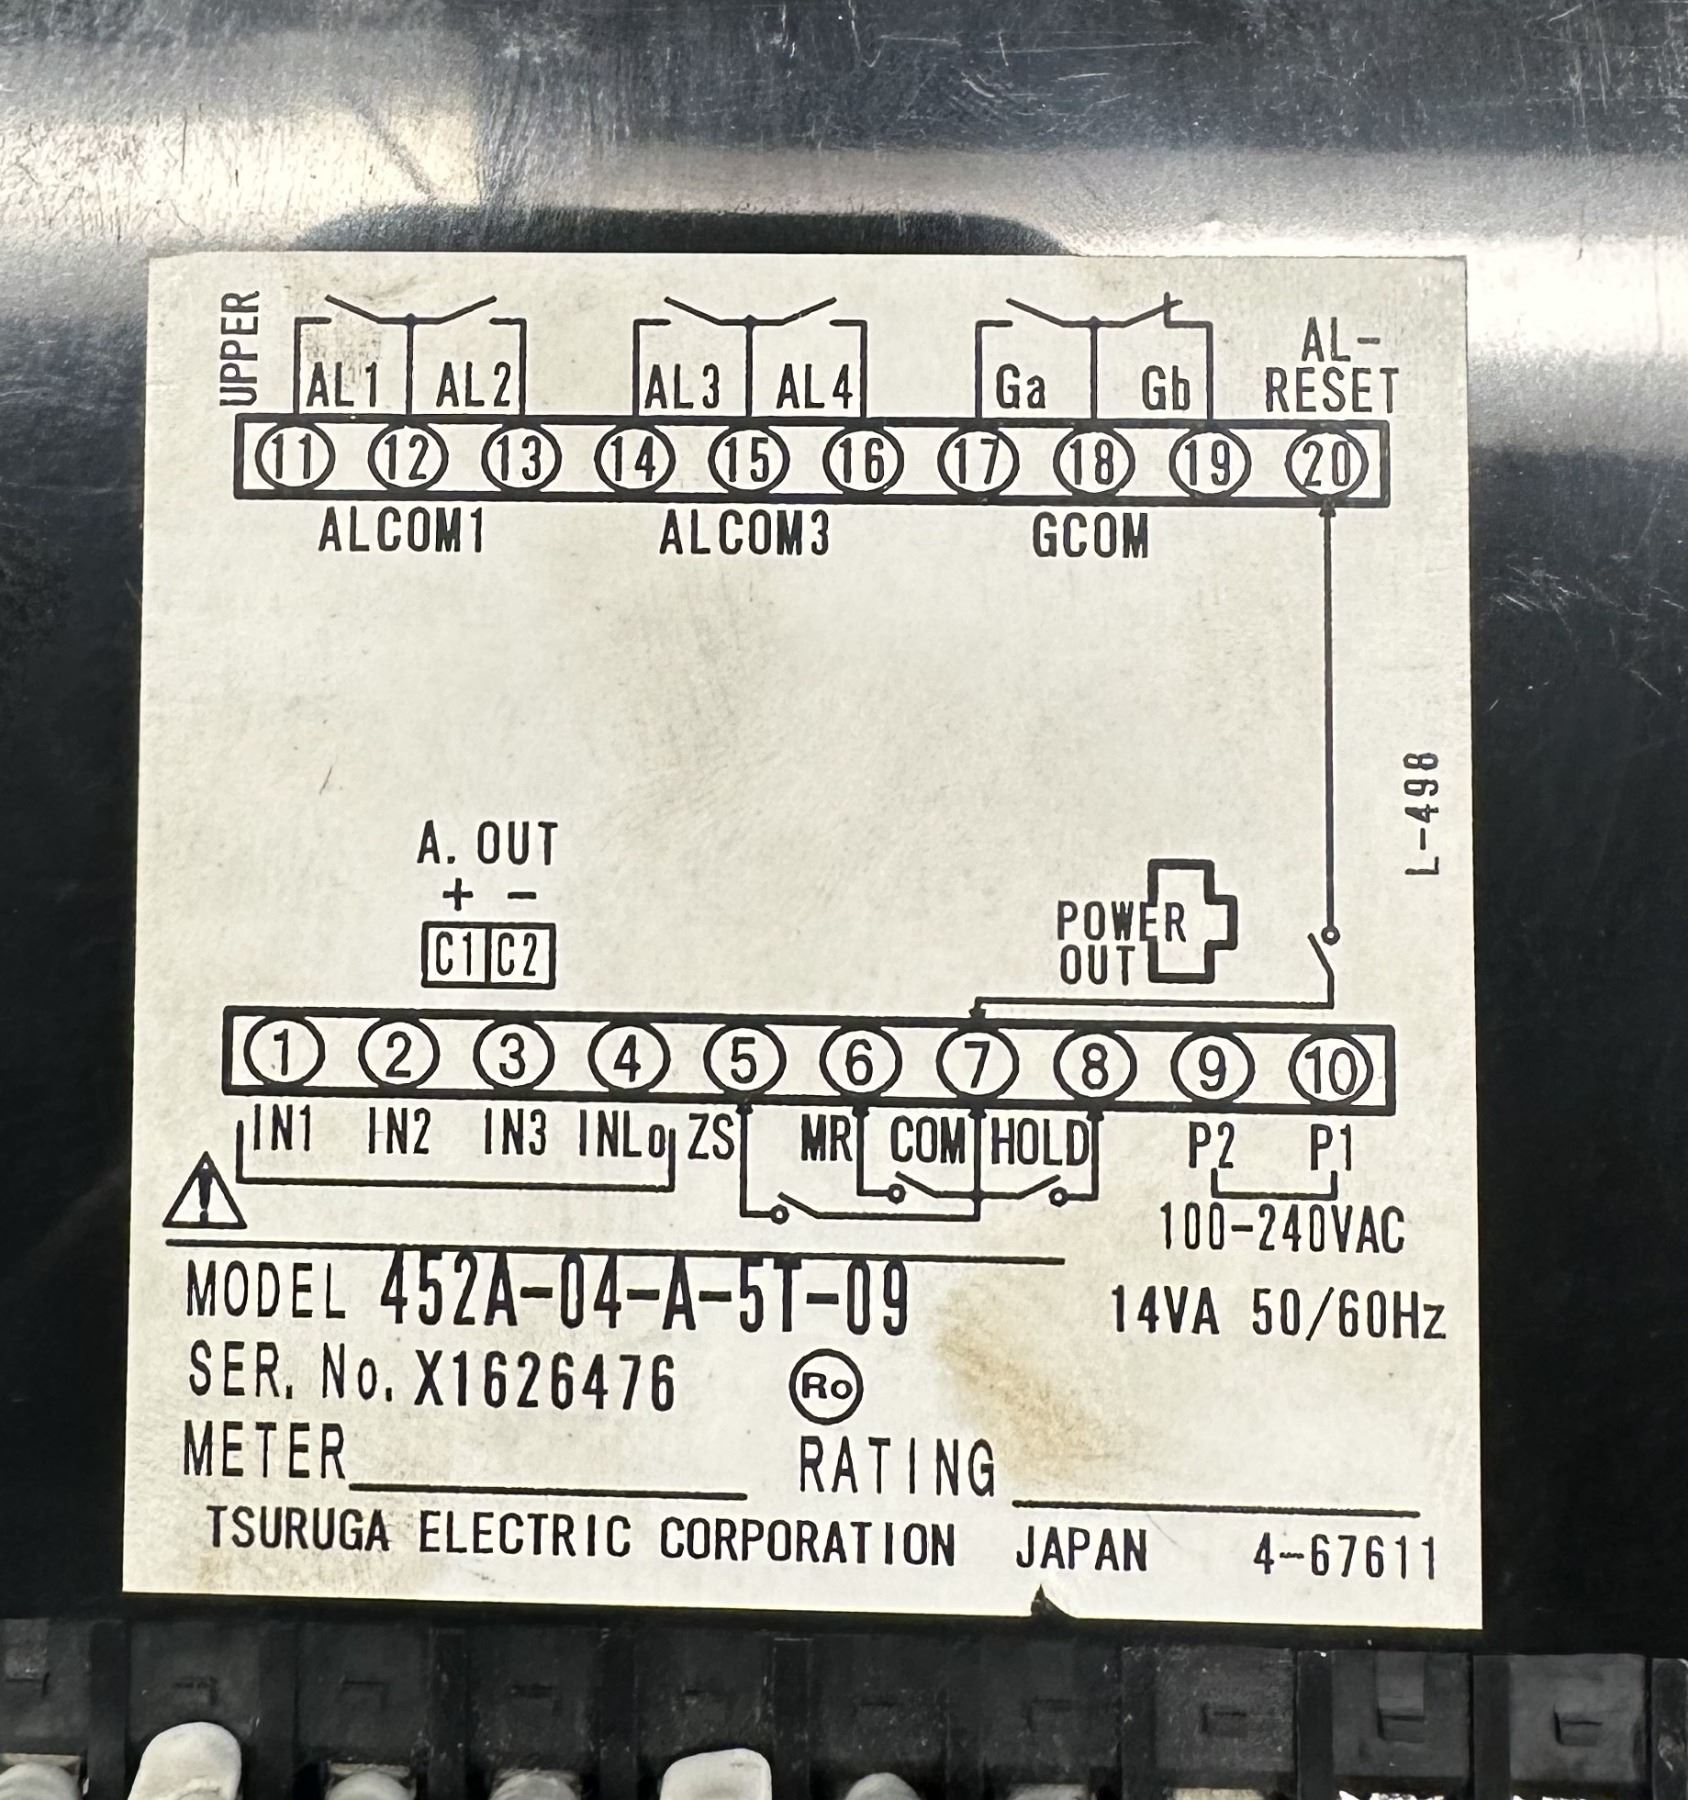 UPPER
AL1 AL2 AL3 AL4 Ga Gb AL-
RESET
11 12 13 14 15 16 17 18 19 20
ALCOM1 ALCOM3 GCOM
L-498
A. OUT
+ -
C1 C2
POWER
OUT
1 2 3 4 5 6 7 8 9 10
IN1 IN2 IN3 INLo ZS MR COM HOLD P2 P1
100-240VAC
MODEL 452A-04-A-5T-09
14VA 50/60Hz
SER. No. X1626476 Ro
METER RATING
TSURUGA ELECTRIC CORPORATION JAPAN 4-67611